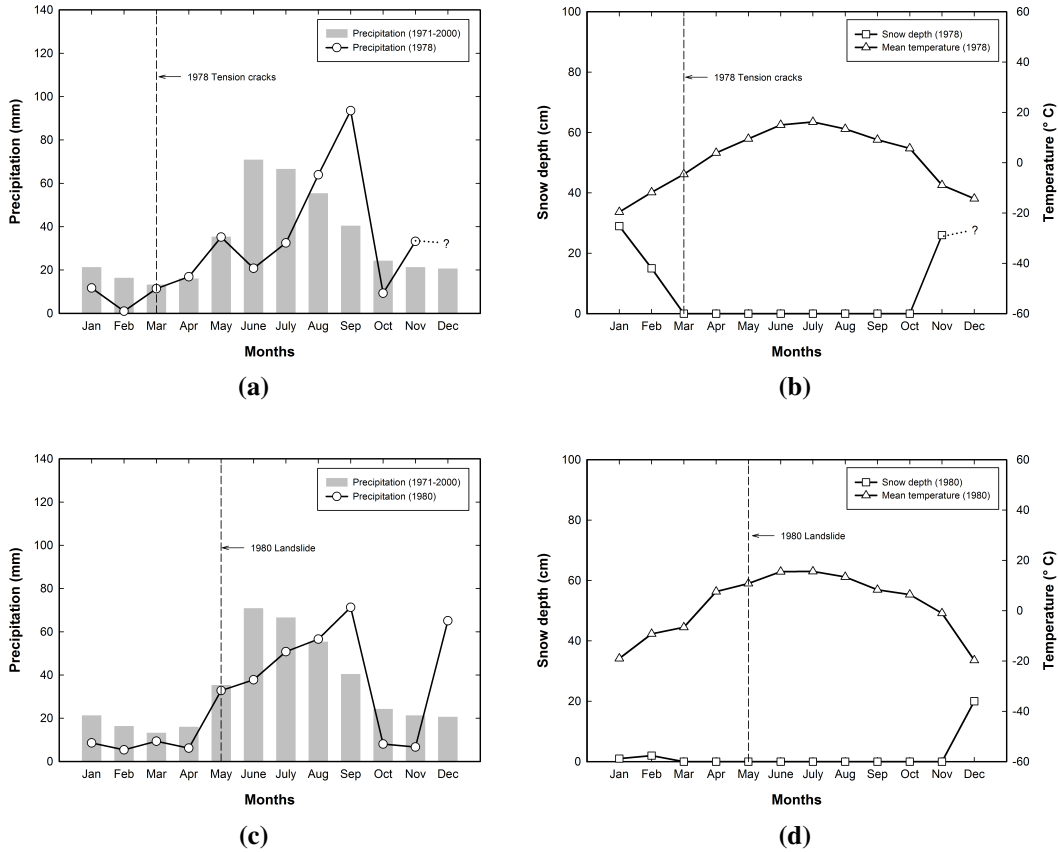 140
120
100
80
60
40
20
0
Precipitation (mm)
Precipitation (1971-2000)
Precipitation (1978)
1978 Tension cracks
?
Jan Feb Mar Apr May June July Aug Sep Oct Nov Dec
Months
(a)
100
80
60
40
20
0
Snow depth (cm)
Snow depth (1978)
Mean temperature (1978)
1978 Tension cracks
?
60
40
20
0
-20
-40
-60
Temperature (° C)
Jan Feb Mar Apr May Jun July Aug Sep Oct Nov Dec
Months
(b)
140
120
100
80
60
40
20
0
Precipitation (mm)
Precipitation (1971-2000)
Precipitation (1980)
1980 Landslide
Jan Feb Mar Apr May June July Aug Sep Oct Nov Dec
Months
(c)
100
80
60
40
20
0
Snow depth (cm)
Snow depth (1980)
Mean temperature (1980)
1980 Landslide
60
40
20
0
-20
-40
-60
Temperature (° C)
Jan Feb Mar Apr May Jun July Aug Sep Oct Nov Dec
Months
(d)